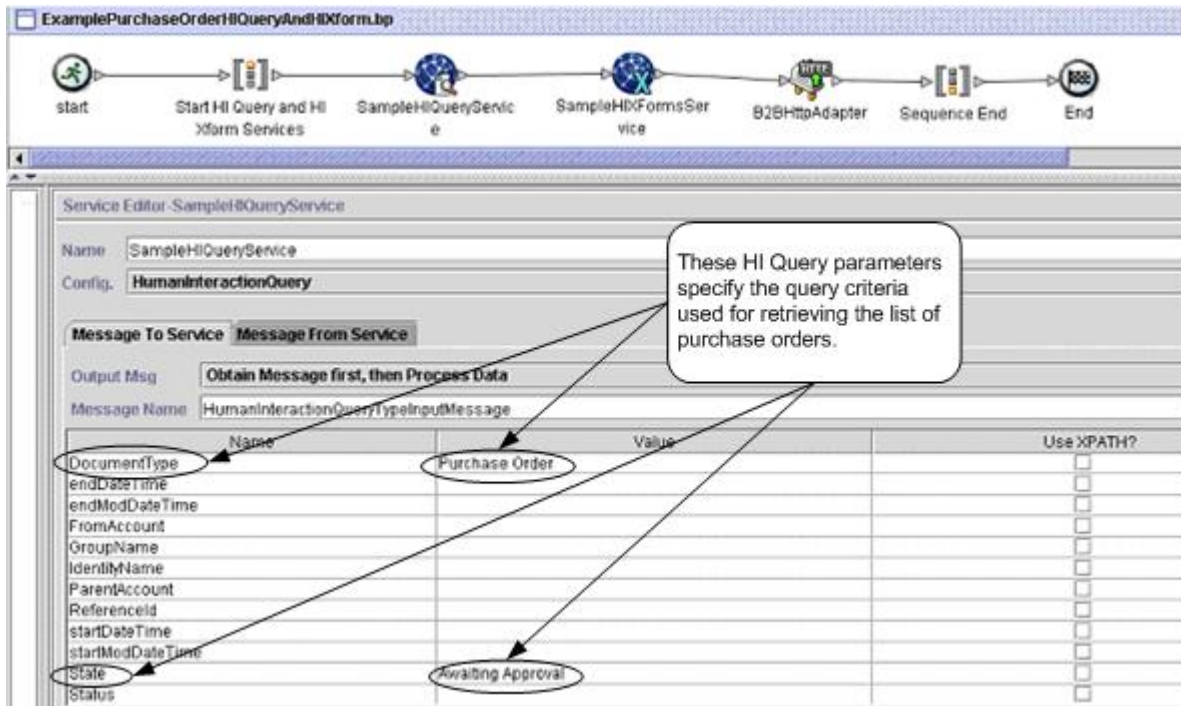 ExamplePurchaseOrderHIQueryAndHIXform.bp
start
Start HI Query and HI
Xform Services
SampleHIQueryServic
e
SampleHIXFormsSer
vice
B2BHttpAdapter
Sequence End
End
Service Editor-SampleHIQueryService
Name SampleHIQueryService
Config. HumanInteractionQuery
These HI Query parameters
specify the query criteria
used for retrieving the list of
purchase orders.
Message To Service Message From Service
Output Msg Obtain Message first, then Process Data
Message Name HumanInteractionQueryTypeInputMessage
Name Value Use XPATH?
DocumentType Purchase Order
endDateTime
endModDateTime
FromAccount
GroupName
IdentityName
ParentAccount
ReferenceId
startDateTime
startModDateTime
State Awaiting Approval
Status